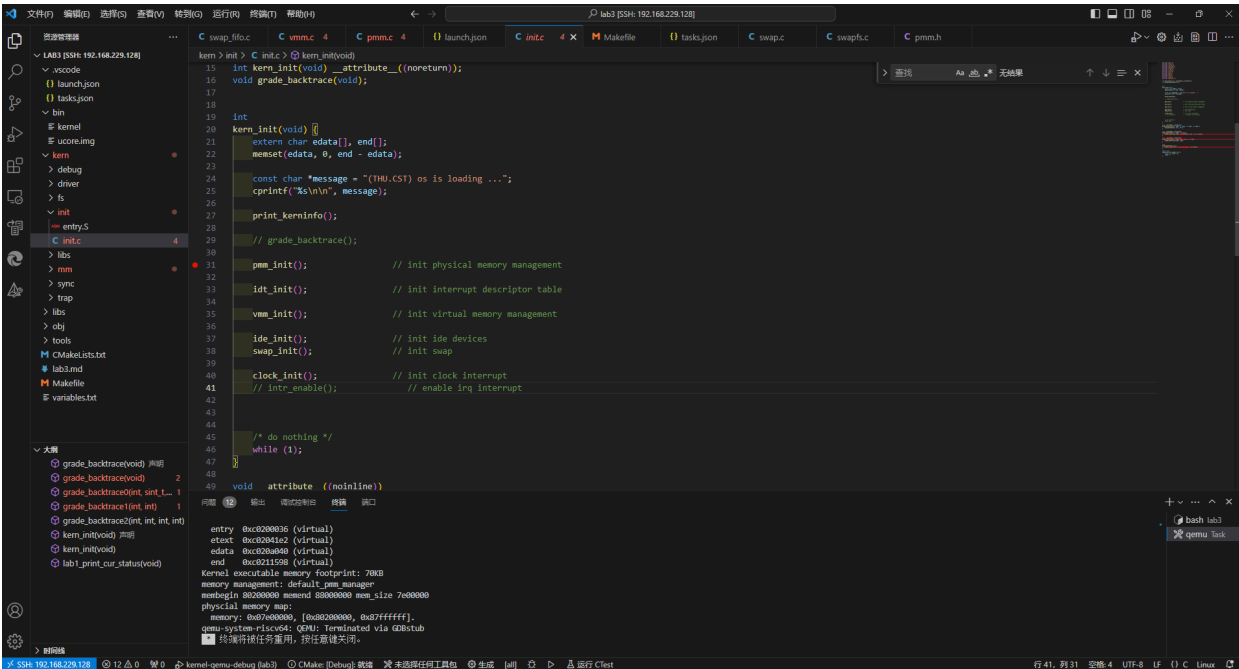 文件(F) 编辑(E) 选择(S) 查看(V) 转到(G) 运行(R) 终端(T) 帮助(H)
lab3 [SSH: 192.168.229.128]
资源管理器
swap_fifo.c vmm.c 4 pmm.c 4 launch.json init.c 4 Makefile tasks.json swap.c swapfs.c pmm.h
LAB3 [SSH: 192.168.229.128]
kern > init > C init.c > kern_init(void)
查找 Aa ab 无结果
.vscode
launch.json
tasks.json
bin
kernel
ucore.img
kern
debug
driver
fs
init
entry.S
init.c 4
libs
mm
sync
trap
libs
obj
tools
CMakeLists.txt
lab3.md
Makefile
variables.txt
15 int kern_init(void) __attribute__((noreturn));
16 void grade_backtrace(void);
17
18
19 int
20 kern_init(void) {
21 extern char edata[], end[];
22 memset(edata, 0, end - edata);
23
24 const char *message = "(THU.CST) os is loading ...";
25 cprintf("%s\n\n", message);
26
27 print_kerninfo();
28
29 // grade_backtrace();
30
31 pmm_init(); // init physical memory management
32
33 idt_init(); // init interrupt descriptor table
34
35 vmm_init(); // init virtual memory management
36
37 ide_init(); // init ide devices
38 swap_init(); // init swap
39
40 clock_init(); // init clock interrupt
41 // intr_enable(); // enable irq interrupt
42
43
44
45 /* do nothing */
46 while (1);
47 }
48
49 void __attribute__((noinline))
大纲
grade_backtrace(void) 声明
grade_backtrace(void) 2
grade_backtrace0(int, sint_t,... 1
grade_backtrace1(int, int) 1
grade_backtrace2(int, int, int, int)
kern_init(void) 声明
kern_init(void)
lab1_print_cur_status(void)
时间线
问题 12 输出 调试控制台 终端 端口
entry 0xc0200036 (virtual)
etext 0xc02041e2 (virtual)
edata 0xc020a040 (virtual)
end 0xc0211598 (virtual)
Kernel executable memory footprint: 70KB
memory management: default_pmm_manager
membegin 80200000 memend 88000000 mem_size 7e00000
physcial memory map:
memory: 0x07e00000, [0x80200000, 0x87ffffff].
qemu-system-riscv64: QEMU: Terminated via GDBstub
* 终端将被任务重用，按任意键关闭。
bash lab3
qemu Task
SSH: 192.168.229.128 12 0 0 kernel-qemu-debug (lab3) CMake: [Debug]: 就绪 未选择任何工具包 生成 [all] 运行 CTest 行 41，列 31 空格: 4 UTF-8 LF {} C Linux